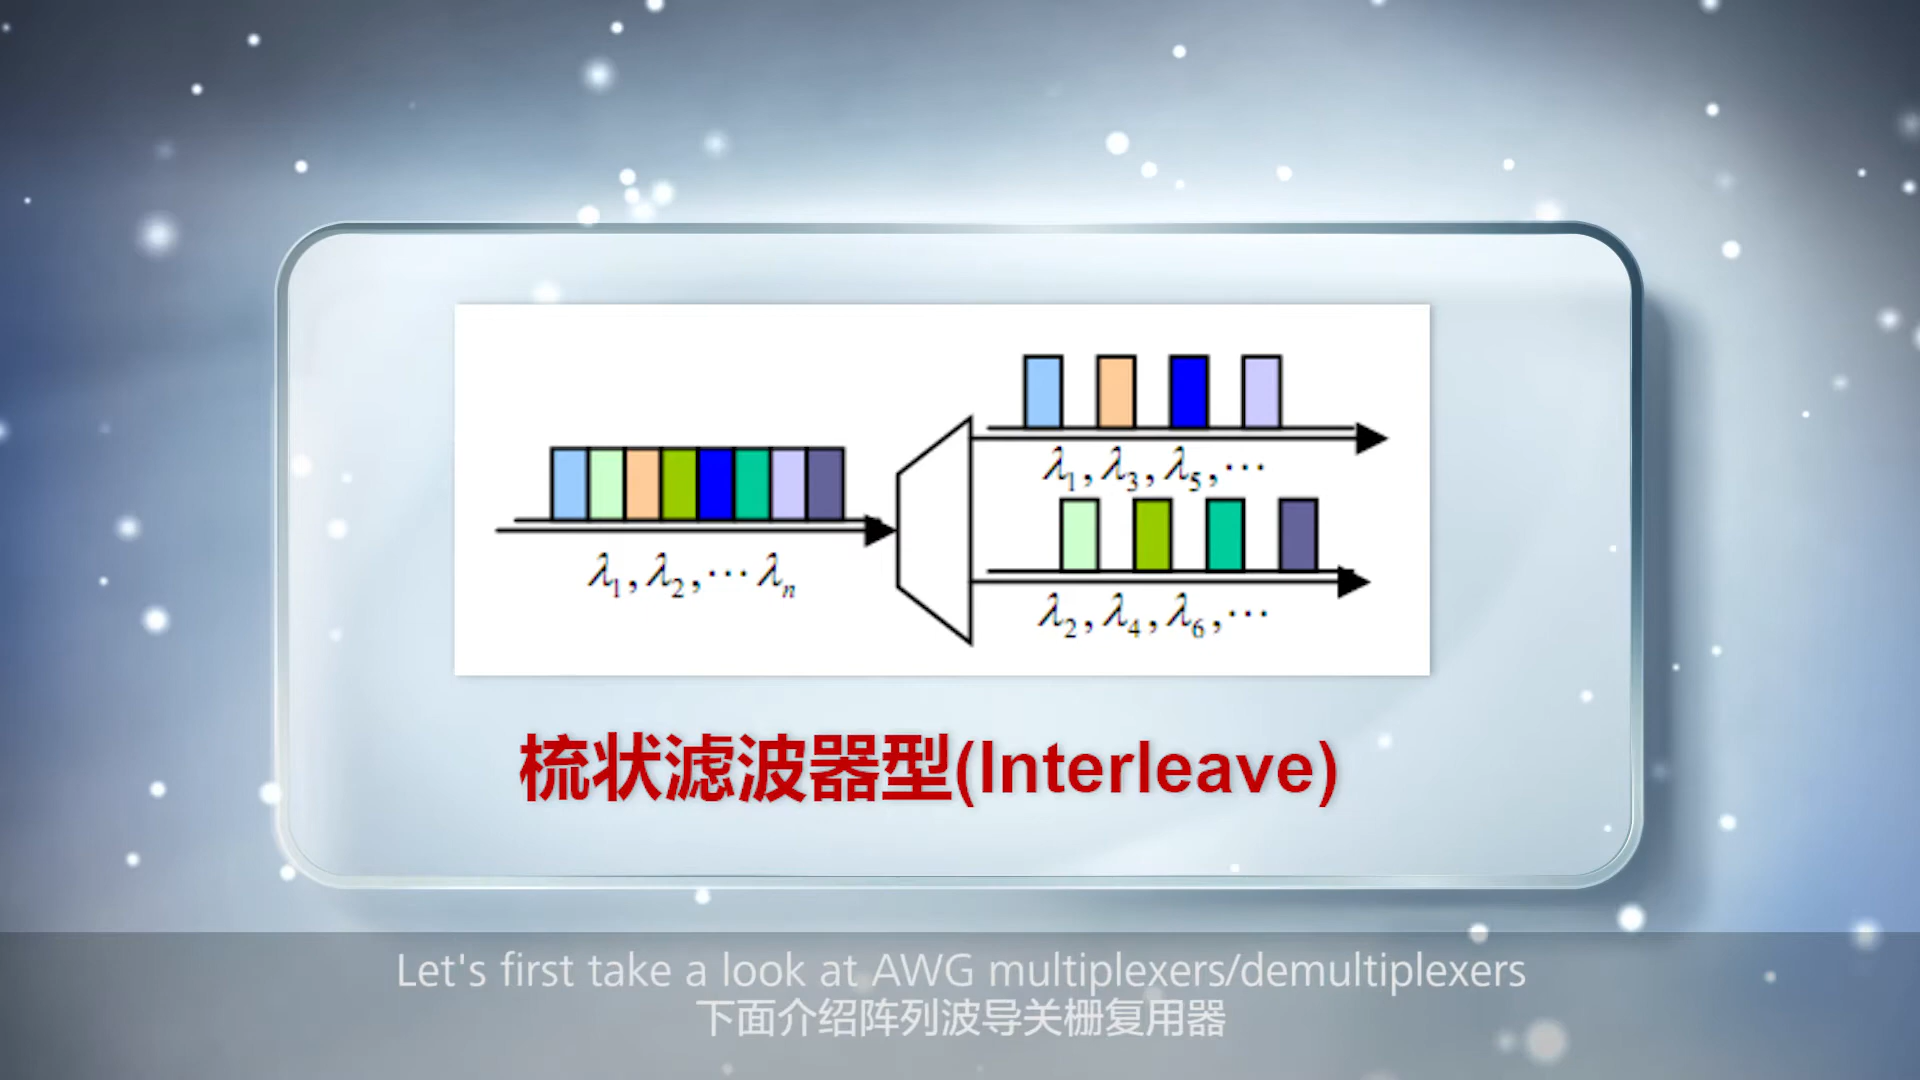 λ1,λ3,λ5,⋯
λ1,λ2,⋯λn
λ2,λ4,λ6,⋯
梳状滤波器型(Interleave)
Let's first take a look at AWG multiplexers/demultiplexers
下面介绍阵列波导关栅复用器